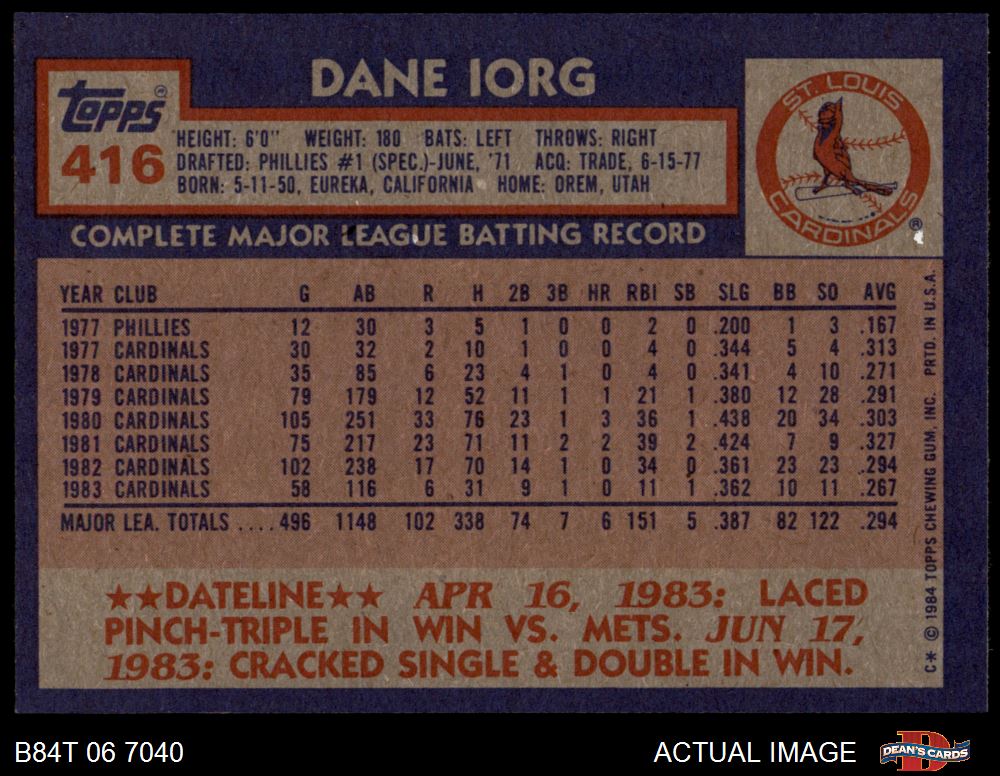 DANE IORG
Topps
416
HEIGHT: 6'0" WEIGHT: 180 BATS: LEFT THROWS: RIGHT
DRAFTED: PHILLIES #1 (SPEC.)-JUNE, '71 ACQ: TRADE, 6-15-77
BORN: 5-11-50, EUREKA, CALIFORNIA HOME: OREM, UTAH
ST. LOUIS
CARDINALS
®
COMPLETE MAJOR LEAGUE BATTING RECORD
YEAR CLUB G AB R H 2B 3B HR RBI SB SLG BB SO AVG
1977 PHILLIES 12 30 3 5 1 0 0 2 0 .200 1 3 .167
1977 CARDINALS 30 32 2 10 1 0 0 4 0 .344 5 4 .313
1978 CARDINALS 35 85 6 23 4 1 0 4 0 .341 4 10 .271
1979 CARDINALS 79 179 12 52 11 1 1 21 1 .380 12 28 .291
1980 CARDINALS 105 251 33 76 23 1 3 36 1 .438 20 34 .303
1981 CARDINALS 75 217 23 71 11 2 2 39 2 .424 7 9 .327
1982 CARDINALS 102 238 17 70 14 1 0 34 0 .361 23 23 .294
1983 CARDINALS 58 116 6 31 9 1 0 11 1 .362 10 11 .267
MAJOR LEA. TOTALS ....496 1148 102 338 74 7 6 151 5 .387 82 122 .294
★★DATELINE★★ APR 16, 1983: LACED
PINCH-TRIPLE IN WIN VS. METS. JUN 17,
1983: CRACKED SINGLE & DOUBLE IN WIN.
C* © 1984 TOPPS CHEWING GUM, INC. PRTD. IN U.S.A.
B84T 06 7040
ACTUAL IMAGE
DEAN'S CARDS